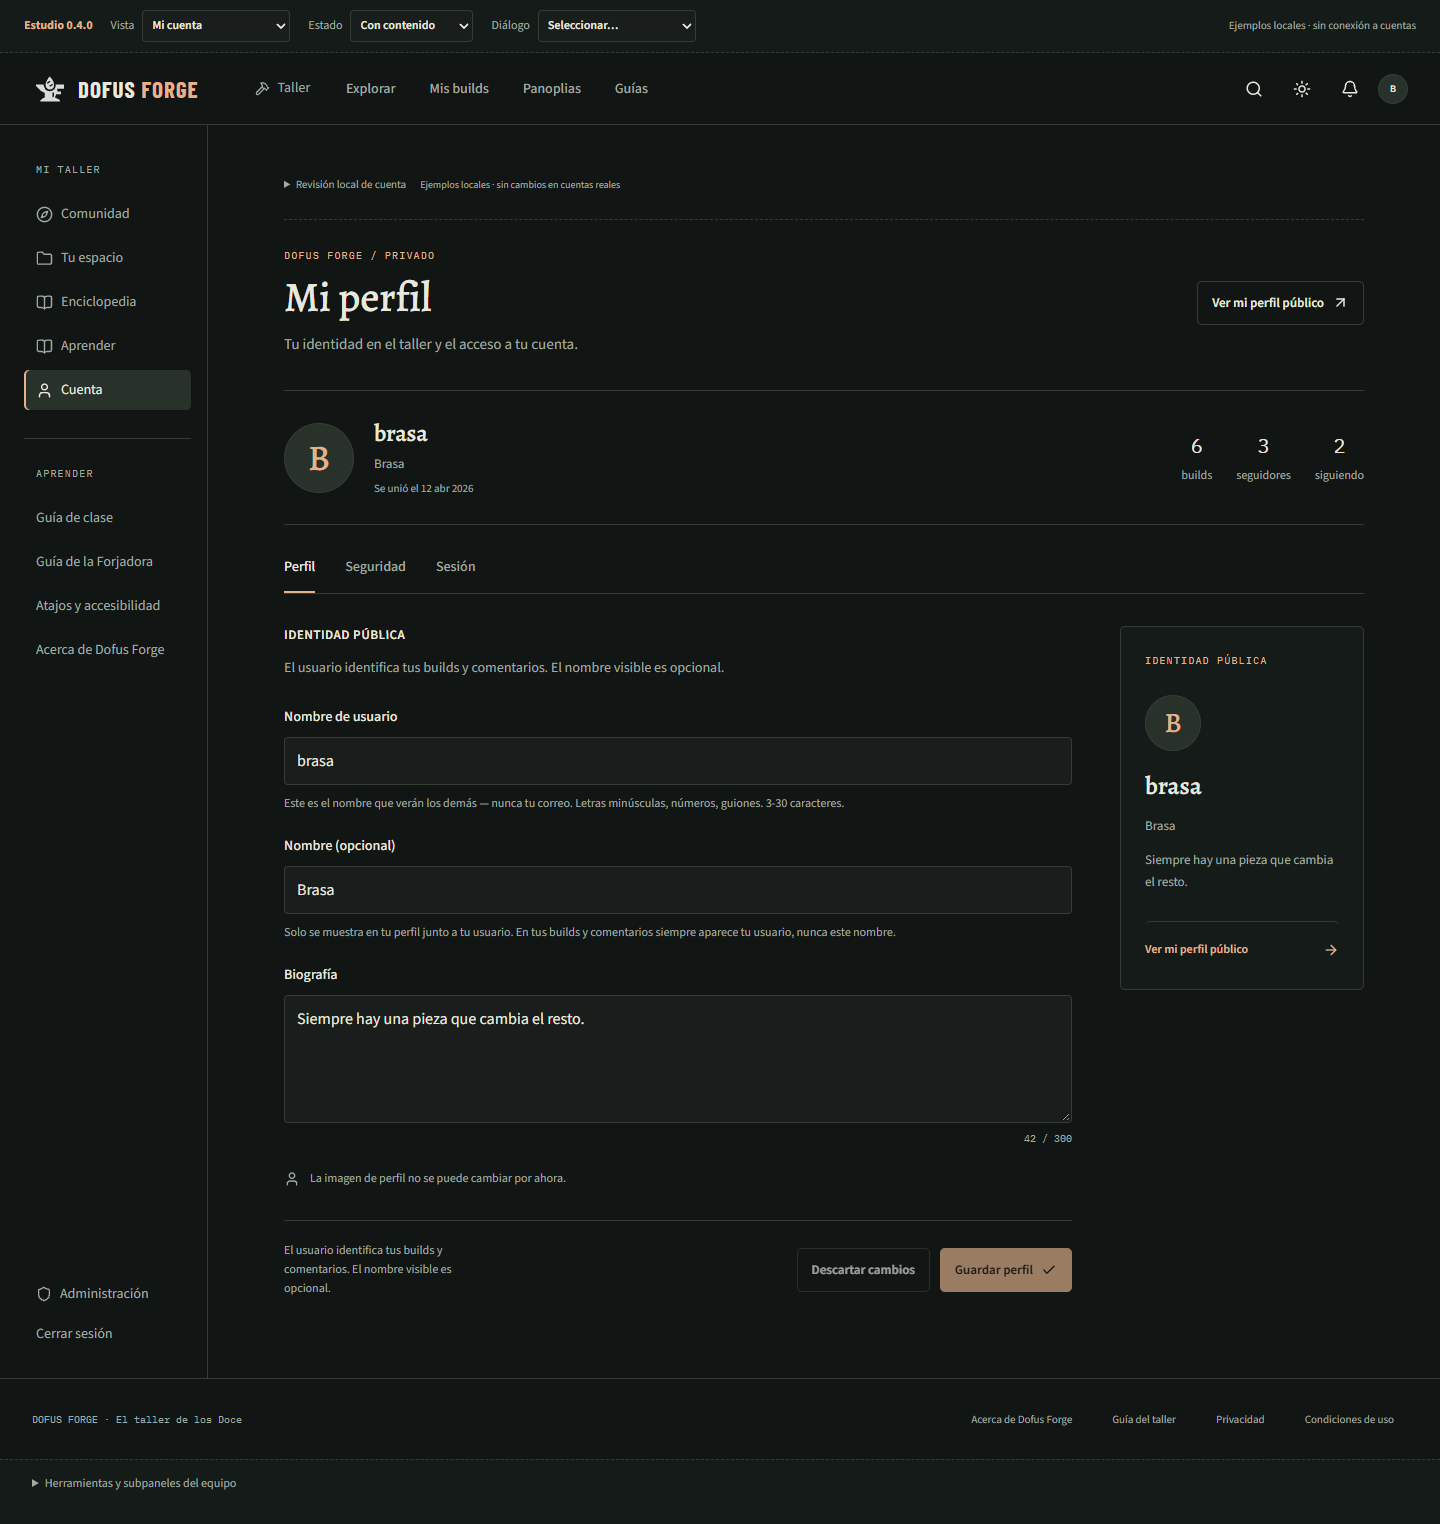 Estudio 0.4.0 Vista Mi cuenta Estado Con contenido Diálogo Seleccionar... Ejemplos locales · sin conexión a cuentas
DOFUS FORGE Taller Explorar Mis builds Panoplias Guías B
MI TALLER
Comunidad
Tu espacio
Enciclopedia
Aprender
Cuenta
APRENDER
Guía de clase
Guía de la Forjadora
Atajos y accesibilidad
Acerca de Dofus Forge
Administración
Cerrar sesión
Revisión local de cuenta Ejemplos locales · sin cambios en cuentas reales
DOFUS FORGE / PRIVADO
Mi perfil
Tu identidad en el taller y el acceso a tu cuenta.
Ver mi perfil público
B
brasa
Brasa
Se unió el 12 abr 2026
6 3 2
builds seguidores siguiendo
Perfil Seguridad Sesión
IDENTIDAD PÚBLICA
El usuario identifica tus builds y comentarios. El nombre visible es opcional.
Nombre de usuario
brasa
Este es el nombre que verán los demás — nunca tu correo. Letras minúsculas, números, guiones. 3-30 caracteres.
Nombre (opcional)
Brasa
Solo se muestra en tu perfil junto a tu usuario. En tus builds y comentarios siempre aparece tu usuario, nunca este nombre.
Biografía
Siempre hay una pieza que cambia el resto.
42 / 300
La imagen de perfil no se puede cambiar por ahora.
El usuario identifica tus builds y
comentarios. El nombre visible es
opcional.
Descartar cambios Guardar perfil
IDENTIDAD PÚBLICA
B
brasa
Brasa
Siempre hay una pieza que cambia
el resto.
Ver mi perfil público
DOFUS FORGE · El taller de los Doce Acerca de Dofus Forge Guía del taller Privacidad Condiciones de uso
Herramientas y subpaneles del equipo